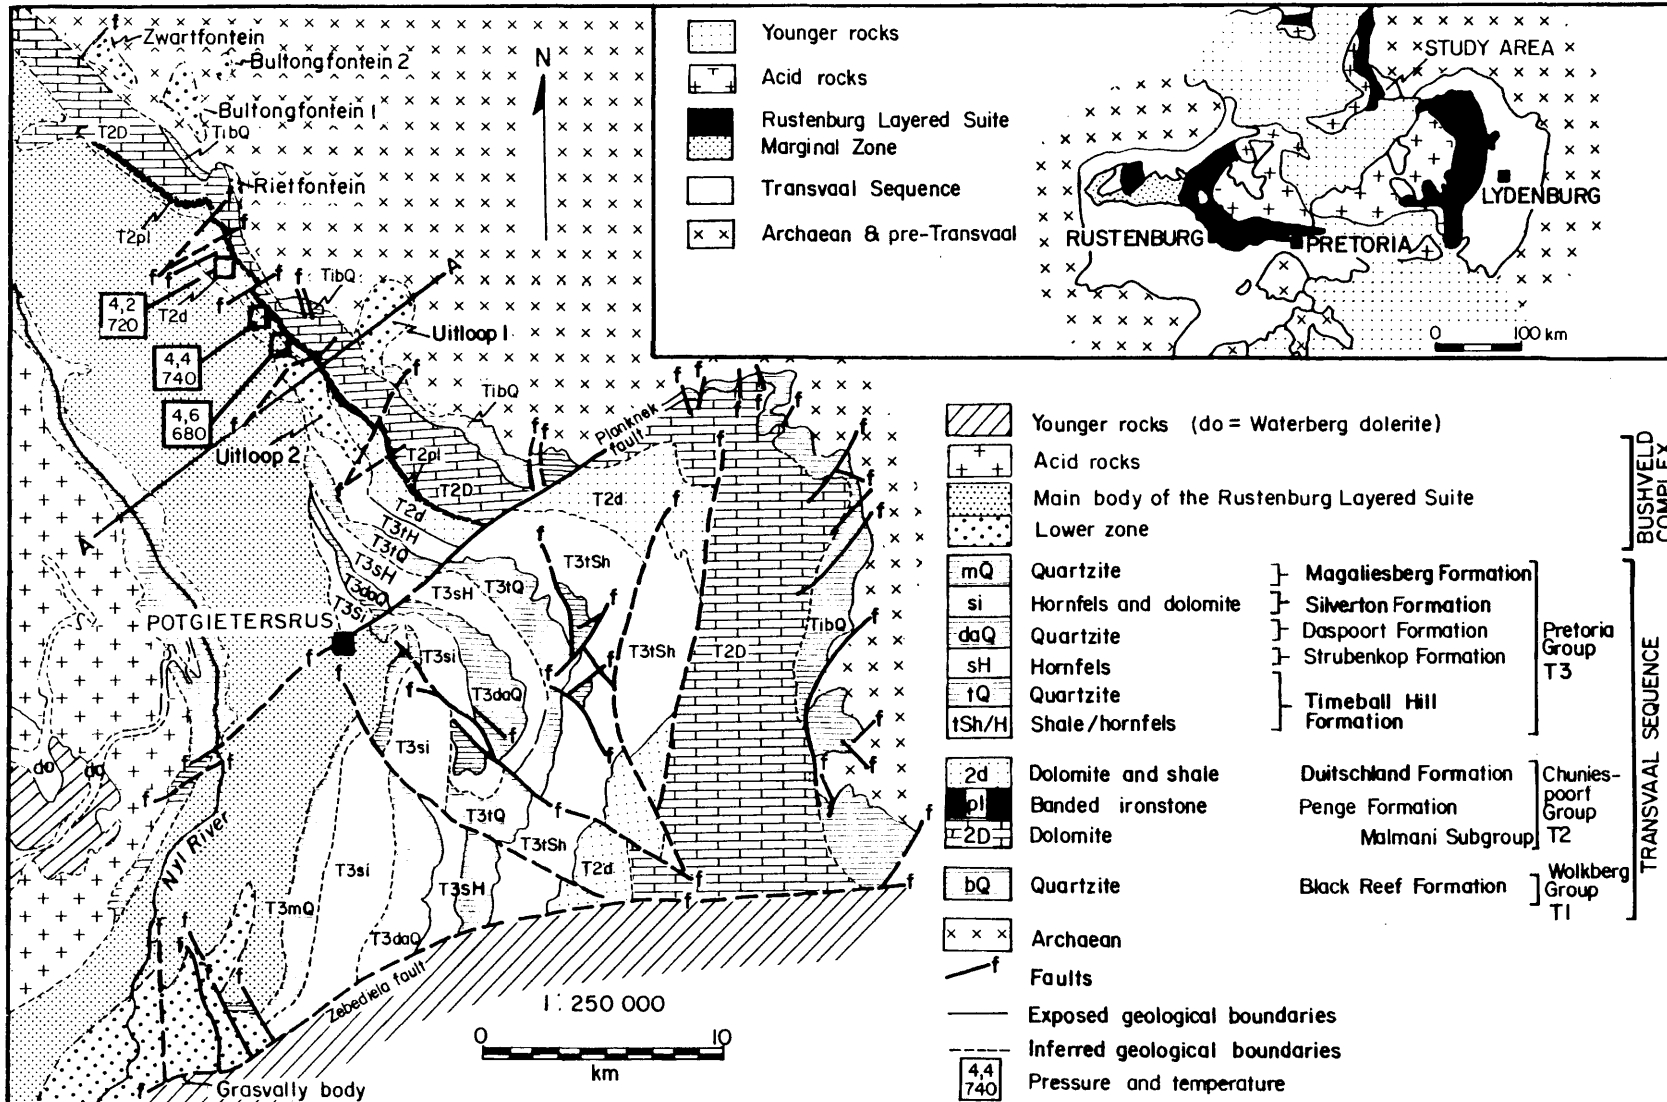 Zwartfontein
Bultongfontein 2
Bultongfontein 1
T2D
TibQ
Rietfontein
T2pl
f
f
f
f
f
f
f
f
N
TibQ
A
4,2
720
T2d
Uitloop 1
4,4
740
4,6
680
f
f
TibQ
Planknek
fault
Uitloop 2
T2pl
T2D
T2d
T2d
A
T3tH
T3tQ
T3sH
T3daQ
T3si
T3sH
T3tQ
T3tSh
POTGIETERSRUS
T3si
T3tSh
T2D
TibQ
T3daQ
T3si
do
do
T3tQ
T3tSh
T2d
Nyl River
T3si
T3sH
T3mQ
T3daQ
Zebediela fault
Grasvally body
1 : 250 000
0 10
km
Younger rocks
Acid rocks
Rustenburg Layered Suite
Marginal Zone
Transvaal Sequence
Archaean & pre-Transvaal
STUDY AREA
LYDENBURG
RUSTENBURG
PRETORIA
0 100 km
Younger rocks (do = Waterberg dolerite)
Acid rocks
Main body of the Rustenburg Layered Suite
Lower zone
BUSHVELD
COMPLEX
mQ Quartzite Magaliesberg Formation
si Hornfels and dolomite Silverton Formation
daQ Quartzite Daspoort Formation
sH Hornfels Strubenkop Formation
tQ Quartzite
tSh/H Shale/hornfels
Timeball Hill
Formation
Pretoria
Group
T3
2d Dolomite and shale Duitschland Formation
pl Banded ironstone Penge Formation
2D Dolomite Malmani Subgroup
Chunies-
poort
Group
T2
bQ Quartzite Black Reef Formation
Wolkberg
Group
T1
TRANSVAAL SEQUENCE
Archaean
f
Faults
Exposed geological boundaries
Inferred geological boundaries
4,4
740
Pressure and temperature